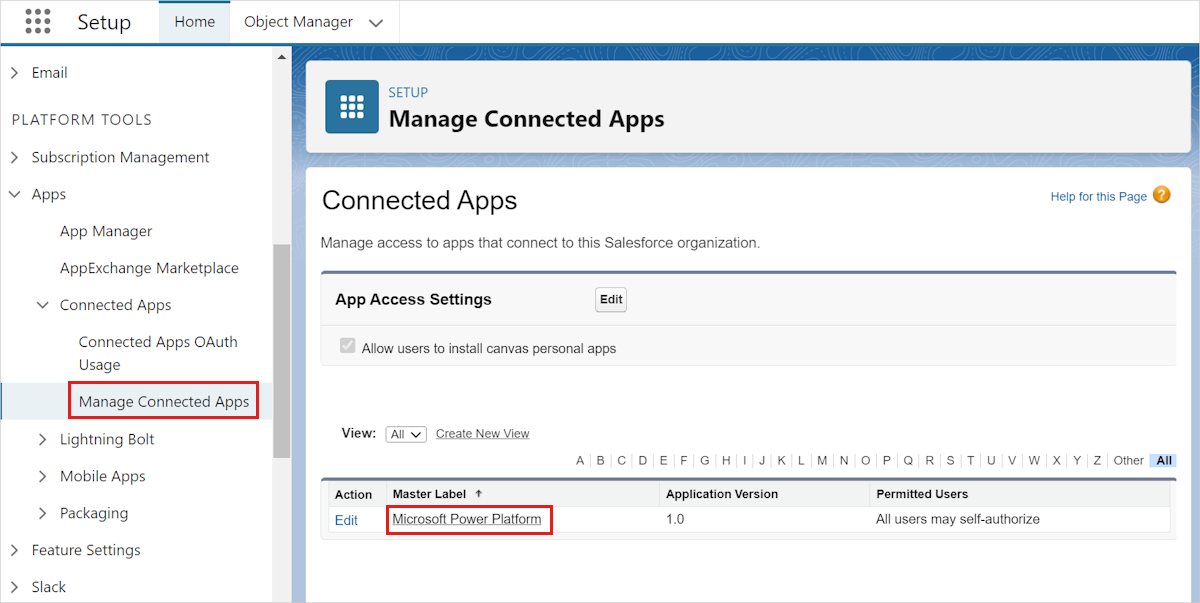 Setup
Home
Object Manager
Email
PLATFORM TOOLS
Subscription Management
Apps
App Manager
AppExchange Marketplace
Connected Apps
Connected Apps OAuth
Usage
Manage Connected Apps
Lightning Bolt
Mobile Apps
Packaging
Feature Settings
Slack
SETUP
Manage Connected Apps
Connected Apps
Help for this Page ?
Manage access to apps that connect to this Salesforce organization.
App Access Settings Edit
Allow users to install canvas personal apps
View: All Create New View
A | B | C | D | E | F | G | H | I | J | K | L | M | N | O | P | Q | R | S | T | U | V | W | X | Y | Z | Other | All
Action Master Label ↑ Application Version Permitted Users
Edit Microsoft Power Platform 1.0 All users may self-authorize